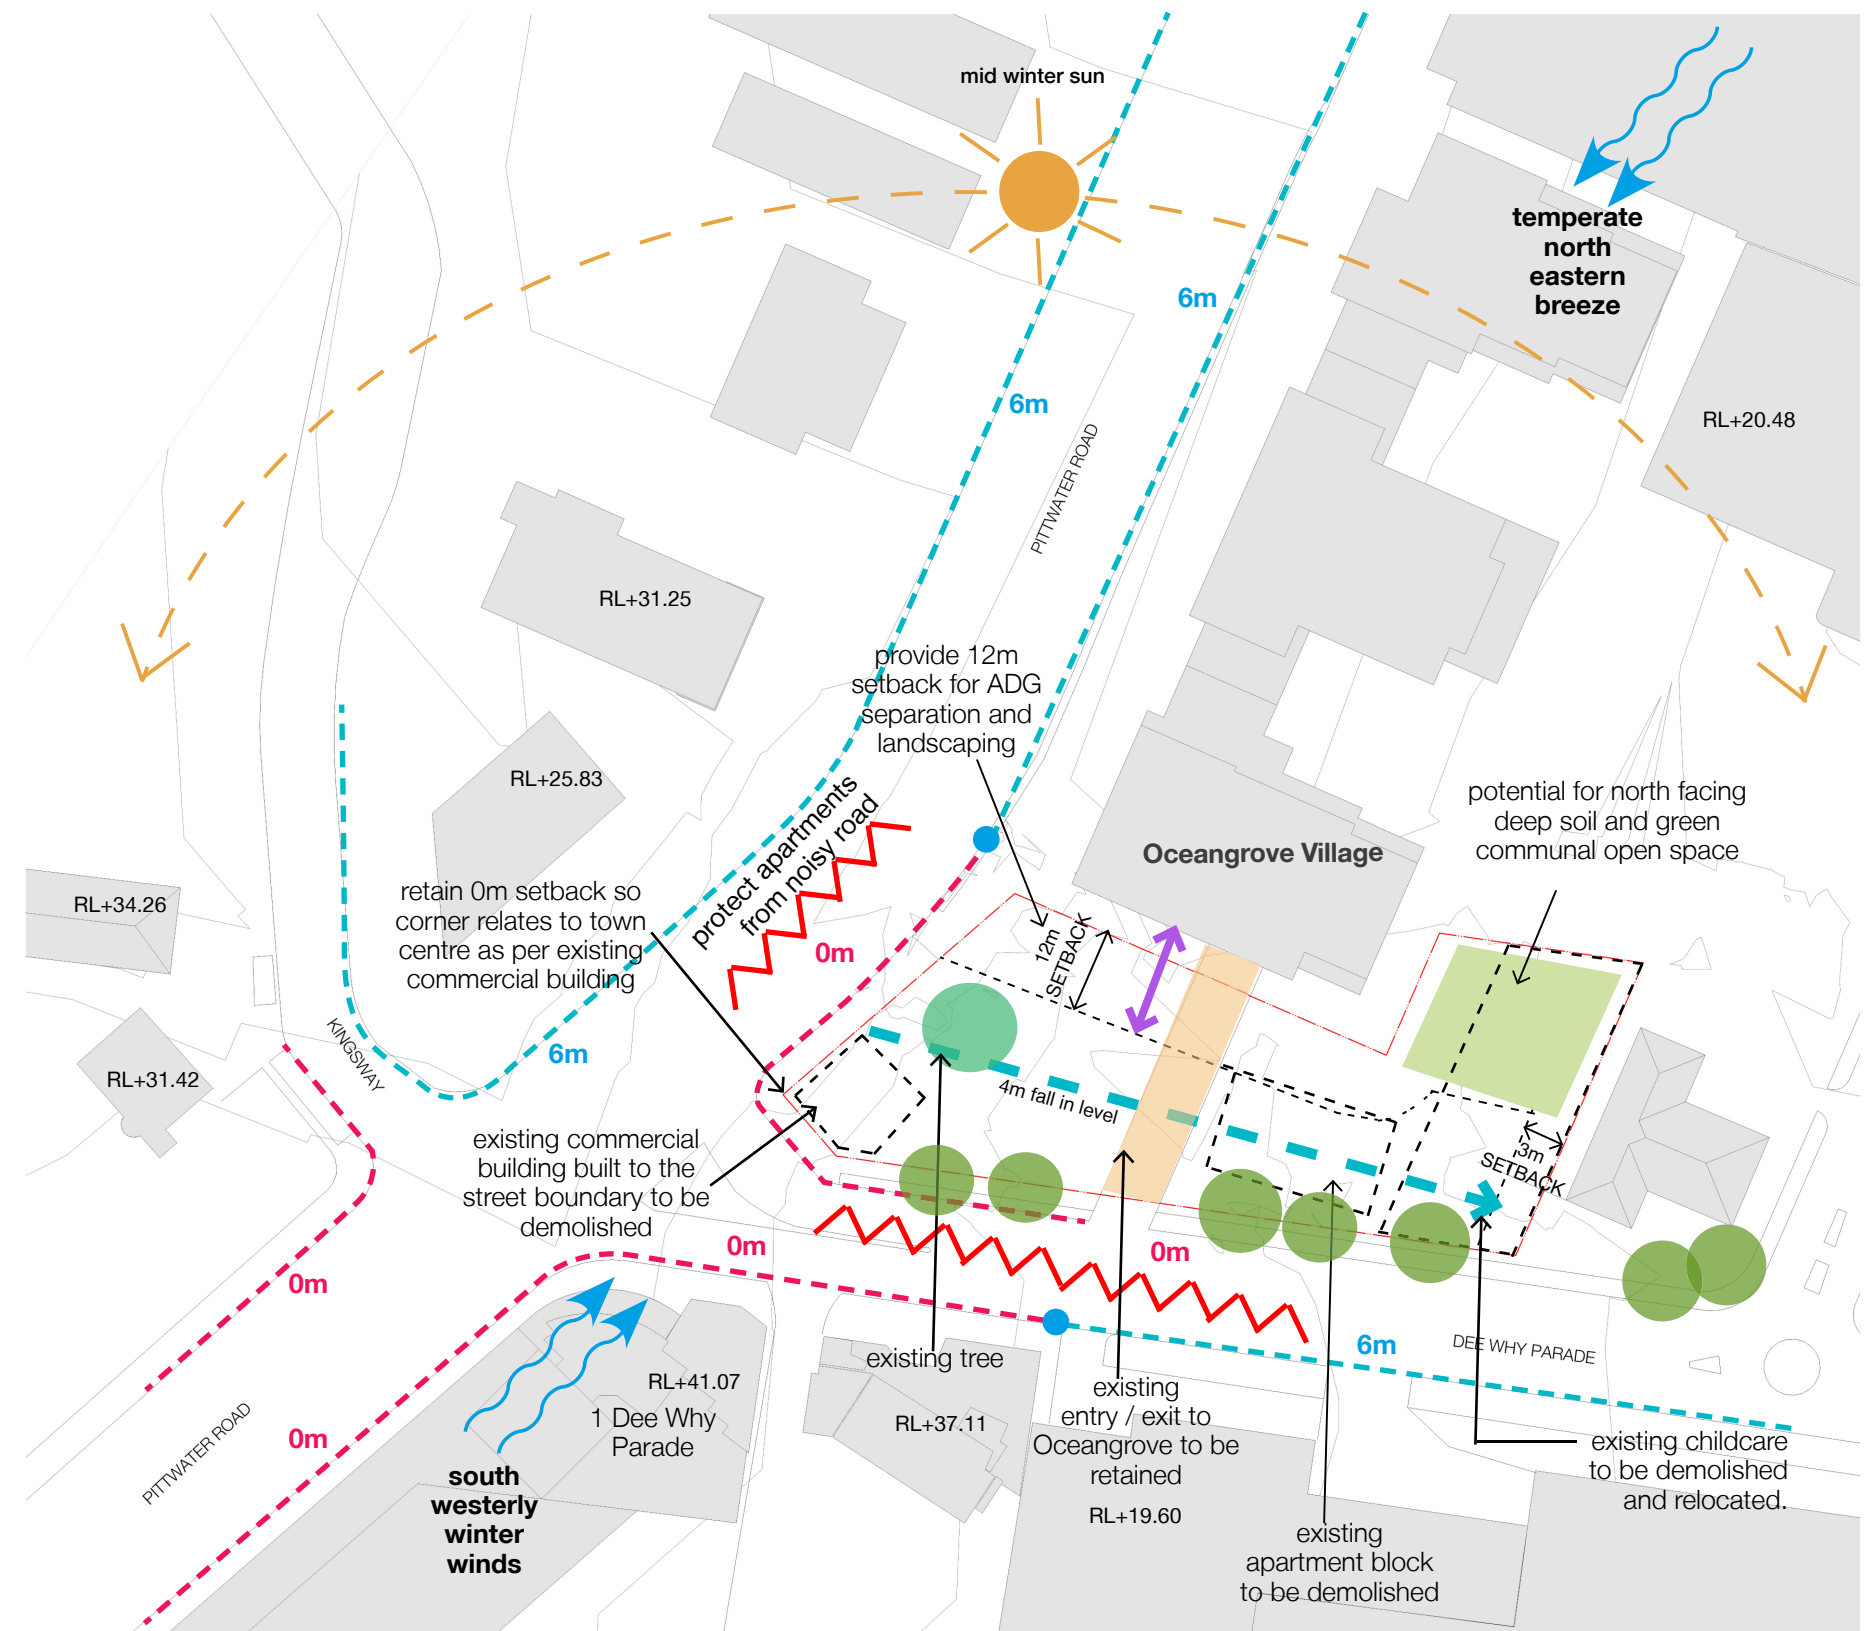 mid winter sun
temperate
north
eastern
breeze
6m
6m
RL+20.48
PITTWATER ROAD
RL+31.25
provide 12m
setback for ADG
separation and
landscaping
RL+25.83
protect apartments
from noisy road
potential for north facing
deep soil and green
communal open space
Oceangrove Village
RL+34.26
retain 0m setback so
corner relates to town
centre as per existing
commercial building
0m
12m
SETBACK
KINGSWAY
6m
RL+31.42
4m fall in level
3m
SETBACK
existing commercial
building built to the
street boundary to be
demolished
0m
0m
0m
6m
DEE WHY PARADE
existing tree
RL+41.07
1 Dee Why
Parade
RL+37.11
existing
entry / exit to
Oceangrove to be
retained
RL+19.60
0m
PITTWATER ROAD
south
westerly
winter
winds
existing childcare
to be demolished
and relocated.
existing
apartment block
to be demolished